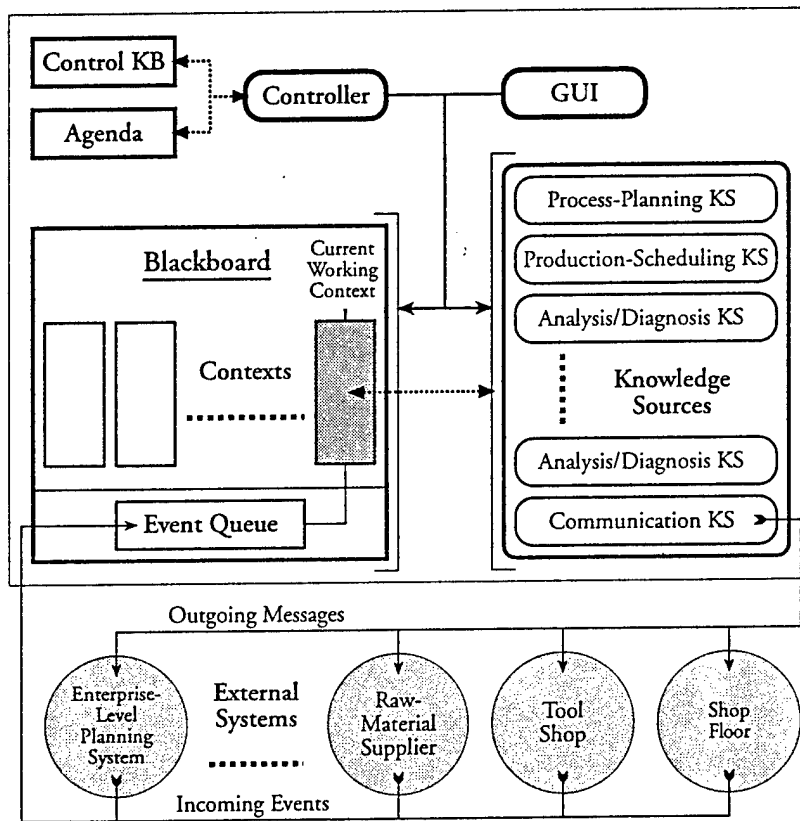 Control KB
Controller
GUI
Agenda
Process-Planning KS
Production-Scheduling KS
Analysis/Diagnosis KS
Knowledge
Sources
Analysis/Diagnosis KS
Communication KS
Blackboard
Current
Working
Context
Contexts
Event Queue
Outgoing Messages
Enterprise-
Level
Planning
System
External
Systems
Raw-
Material
Supplier
Tool
Shop
Shop
Floor
Incoming Events